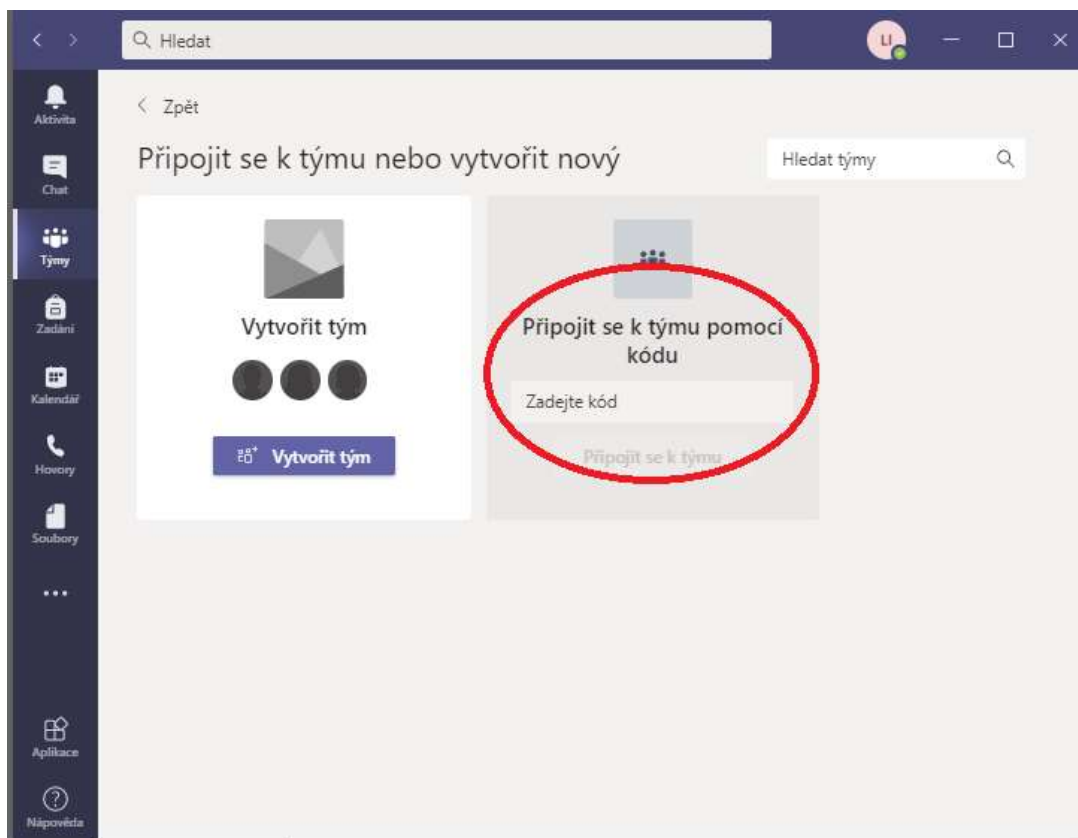 Hledat
LI
Aktivita
Chat
Týmy
Zadání
Kalendář
Hovory
Soubory
Aplikace
Nápověda
Zpět
Připojit se k týmu nebo vytvořit nový
Hledat týmy
Vytvořit tým
Vytvořit tým
Připojit se k týmu pomocí
kódu
Zadejte kód
Připojit se k týmu